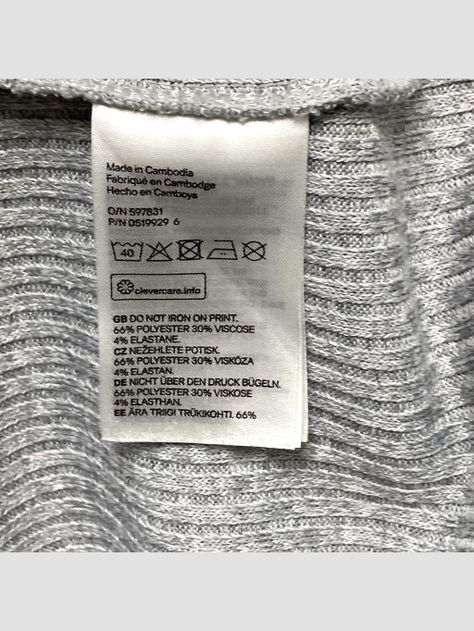 Made in Cambodia
Fabriqué en Cambodge
Hecho en Camboya
O/N 597831
P/N 0519929 6
40
clevercare.info
GB DO NOT IRON ON PRINT.
66% POLYESTER 30% VISCOSE
4% ELASTANE.
CZ NEŽEHLETE POTISK.
66% POLYESTER 30% VISKÓZA
4% ELASTAN.
DE NICHT ÜBER DEN DRUCK BÜGELN.
66% POLYESTER 30% VISKOSE
4% ELASTHAN.
EE ÄRA TRIIGI TRÜKIKOHTI. 66%